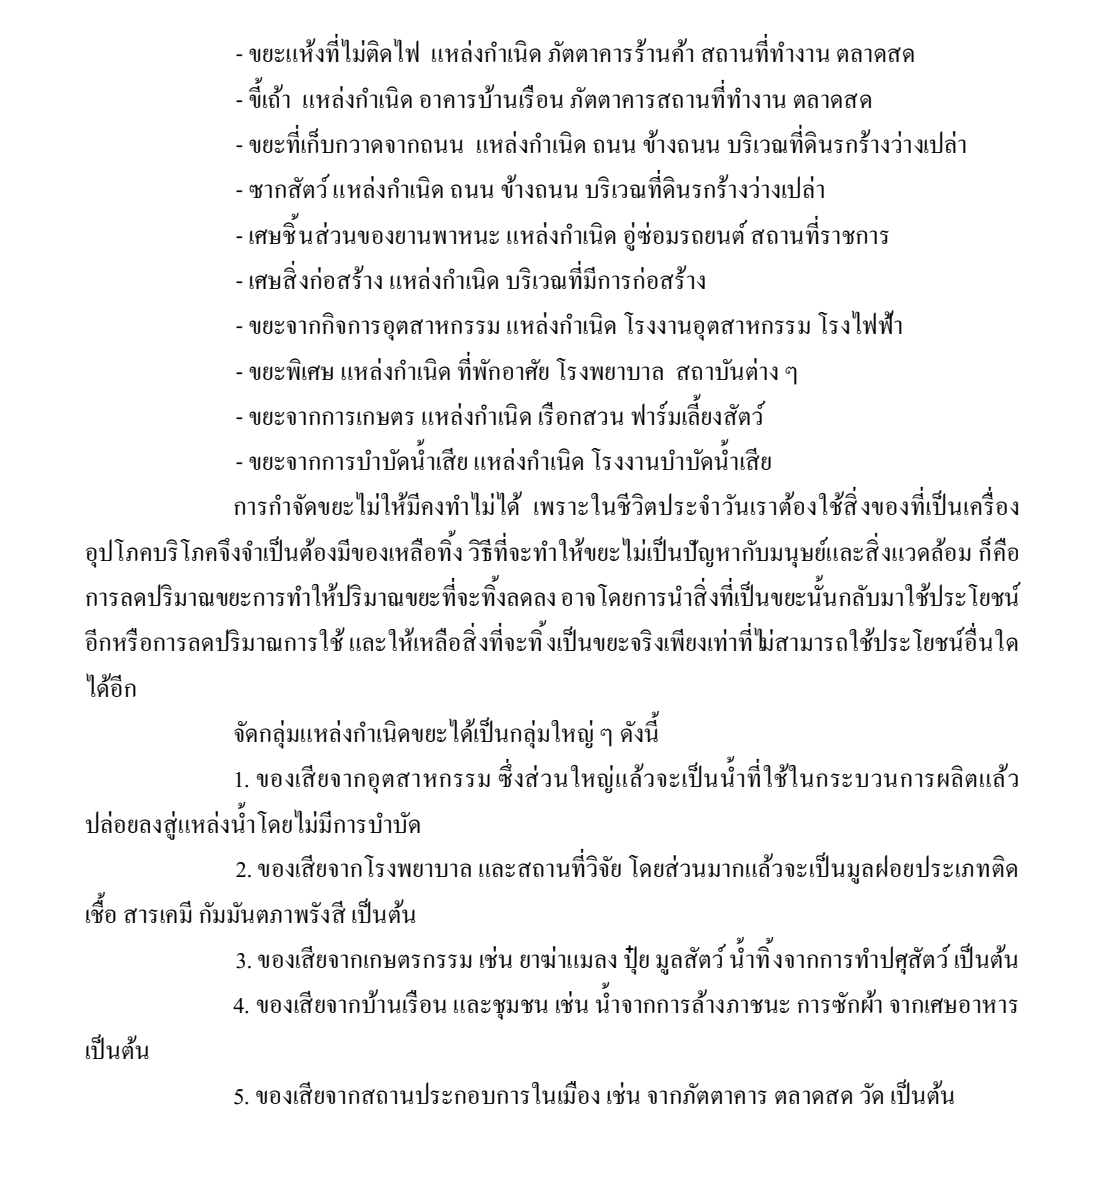 - ขยะแห้งที่ไม่ติดไฟ แหล่งกำเนิด ภัตตาคารร้านค้า สถานที่ทำงาน ตลาดสด
- ขี้เถ้า แหล่งกำเนิด อาคารบ้านเรือน ภัตตาคารสถานที่ทำงาน ตลาดสด
- ขยะที่เก็บกวาดจากถนน แหล่งกำเนิด ถนน ข้างถนน บริเวณที่ดินรกร้างว่างเปล่า
- ซากสัตว์ แหล่งกำเนิด ถนน ข้างถนน บริเวณที่ดินรกร้างว่างเปล่า
- เศษชิ้นส่วนของยานพาหนะ แหล่งกำเนิด อู่ซ่อมรถยนต์ สถานที่ราชการ
- เศษสิ่งก่อสร้าง แหล่งกำเนิด บริเวณที่มีการก่อสร้าง
- ขยะจากกิจการอุตสาหกรรม แหล่งกำเนิด โรงงานอุตสาหกรรม โรงไฟฟ้า
- ขยะพิเศษ แหล่งกำเนิด ที่พักอาศัย โรงพยาบาล สถาบันต่าง ๆ
- ขยะจากการเกษตร แหล่งกำเนิด เรือกสวน ฟาร์มเลี้ยงสัตว์
- ขยะจากการบำบัดน้ำเสีย แหล่งกำเนิด โรงงานบำบัดน้ำเสีย
การกำจัดขยะไม่ให้มีคงทำไม่ได้ เพราะในชีวิตประจำวันเราต้องใช้สิ่งของที่เป็นเครื่อง
อุปโภคบริโภคจึงจำเป็นต้องมีของเหลือทิ้ง วิธีที่จะทำให้ขยะไม่เป็นปัญหากับมนุษย์และสิ่งแวดล้อม ก็คือ
การลดปริมาณขยะการทำให้ปริมาณขยะที่จะทิ้งลดลง อาจโดยการนำสิ่งที่เป็นขยะนั้นกลับมาใช้ประโยชน์
อีกหรือการลดปริมาณการใช้ และให้เหลือสิ่งที่จะทิ้งเป็นขยะจริงเพียงเท่าที่ไม่สามารถใช้ประโยชน์อื่นใด
ได้อีก
จัดกลุ่มแหล่งกำเนิดขยะได้เป็นกลุ่มใหญ่ ๆ ดังนี้
1. ของเสียจากอุตสาหกรรม ซึ่งส่วนใหญ่แล้วจะเป็นน้ำที่ใช้ในกระบวนการผลิตแล้ว
ปล่อยลงสู่แหล่งน้ำโดยไม่มีการบำบัด
2. ของเสียจากโรงพยาบาล และสถานที่วิจัย โดยส่วนมากแล้วจะเป็นมูลฝอยประเภทติด
เชื้อ สารเคมี กัมมันตภาพรังสี เป็นต้น
3. ของเสียจากเกษตรกรรม เช่น ยาฆ่าแมลง ปุ๋ย มูลสัตว์ น้ำทิ้งจากการทำปศุสัตว์ เป็นต้น
4. ของเสียจากบ้านเรือน และชุมชน เช่น น้ำจากการล้างภาชนะ การซักผ้า จากเศษอาหาร
เป็นต้น
5. ของเสียจากสถานประกอบการในเมือง เช่น จากภัตตาคาร ตลาดสด วัด เป็นต้น